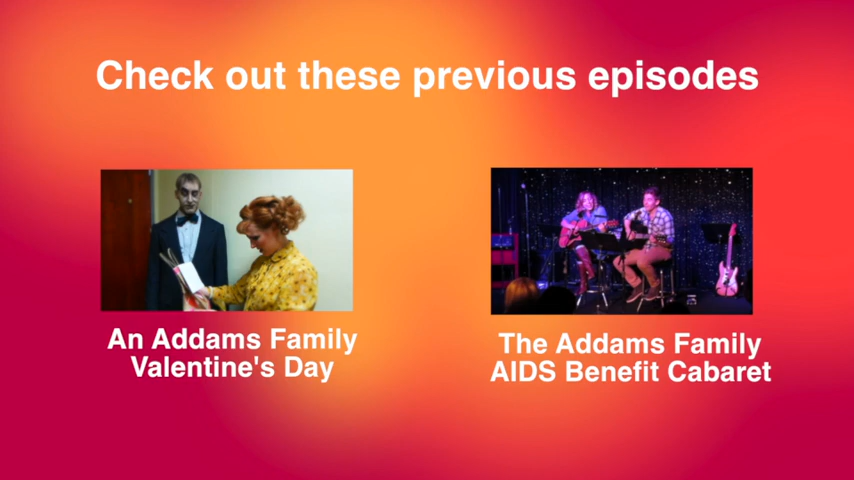 Check out these previous episodes
An Addams Family
Valentine's Day
The Addams Family
AIDS Benefit Cabaret